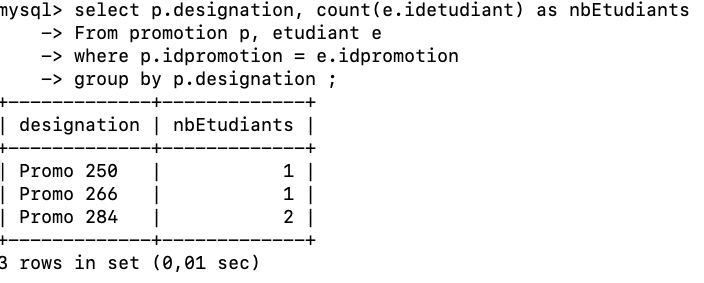 mysql> select p.designation, count(e.idetudiant) as nbEtudiants
    -> From promotion p, etudiant e
    -> where p.idpromotion = e.idpromotion
    -> group by p.designation ;
+-------------+-------------+
| designation | nbEtudiants |
+-------------+-------------+
| Promo 250   |           1 |
| Promo 266   |           1 |
| Promo 284   |           2 |
+-------------+-------------+
3 rows in set (0,01 sec)